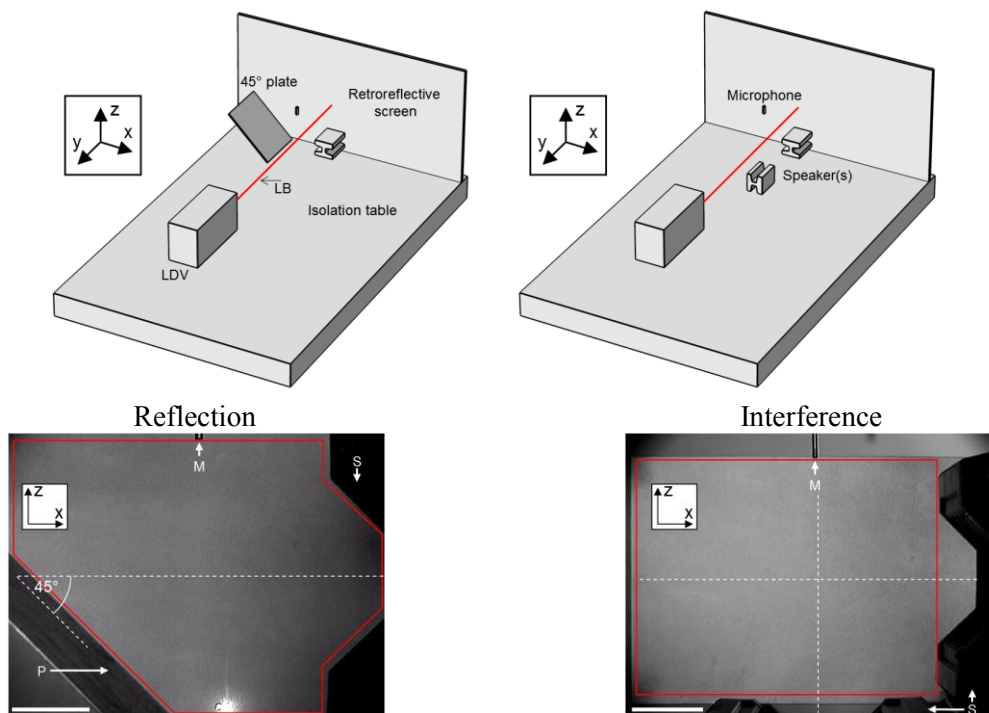 45° plate
Retroreflective
screen
z
x
y
LB
Isolation table
LDV
Microphone
z
x
y
Speaker(s)
Reflection
Interference
M
S
z
x
45°
P
M
z
x
S